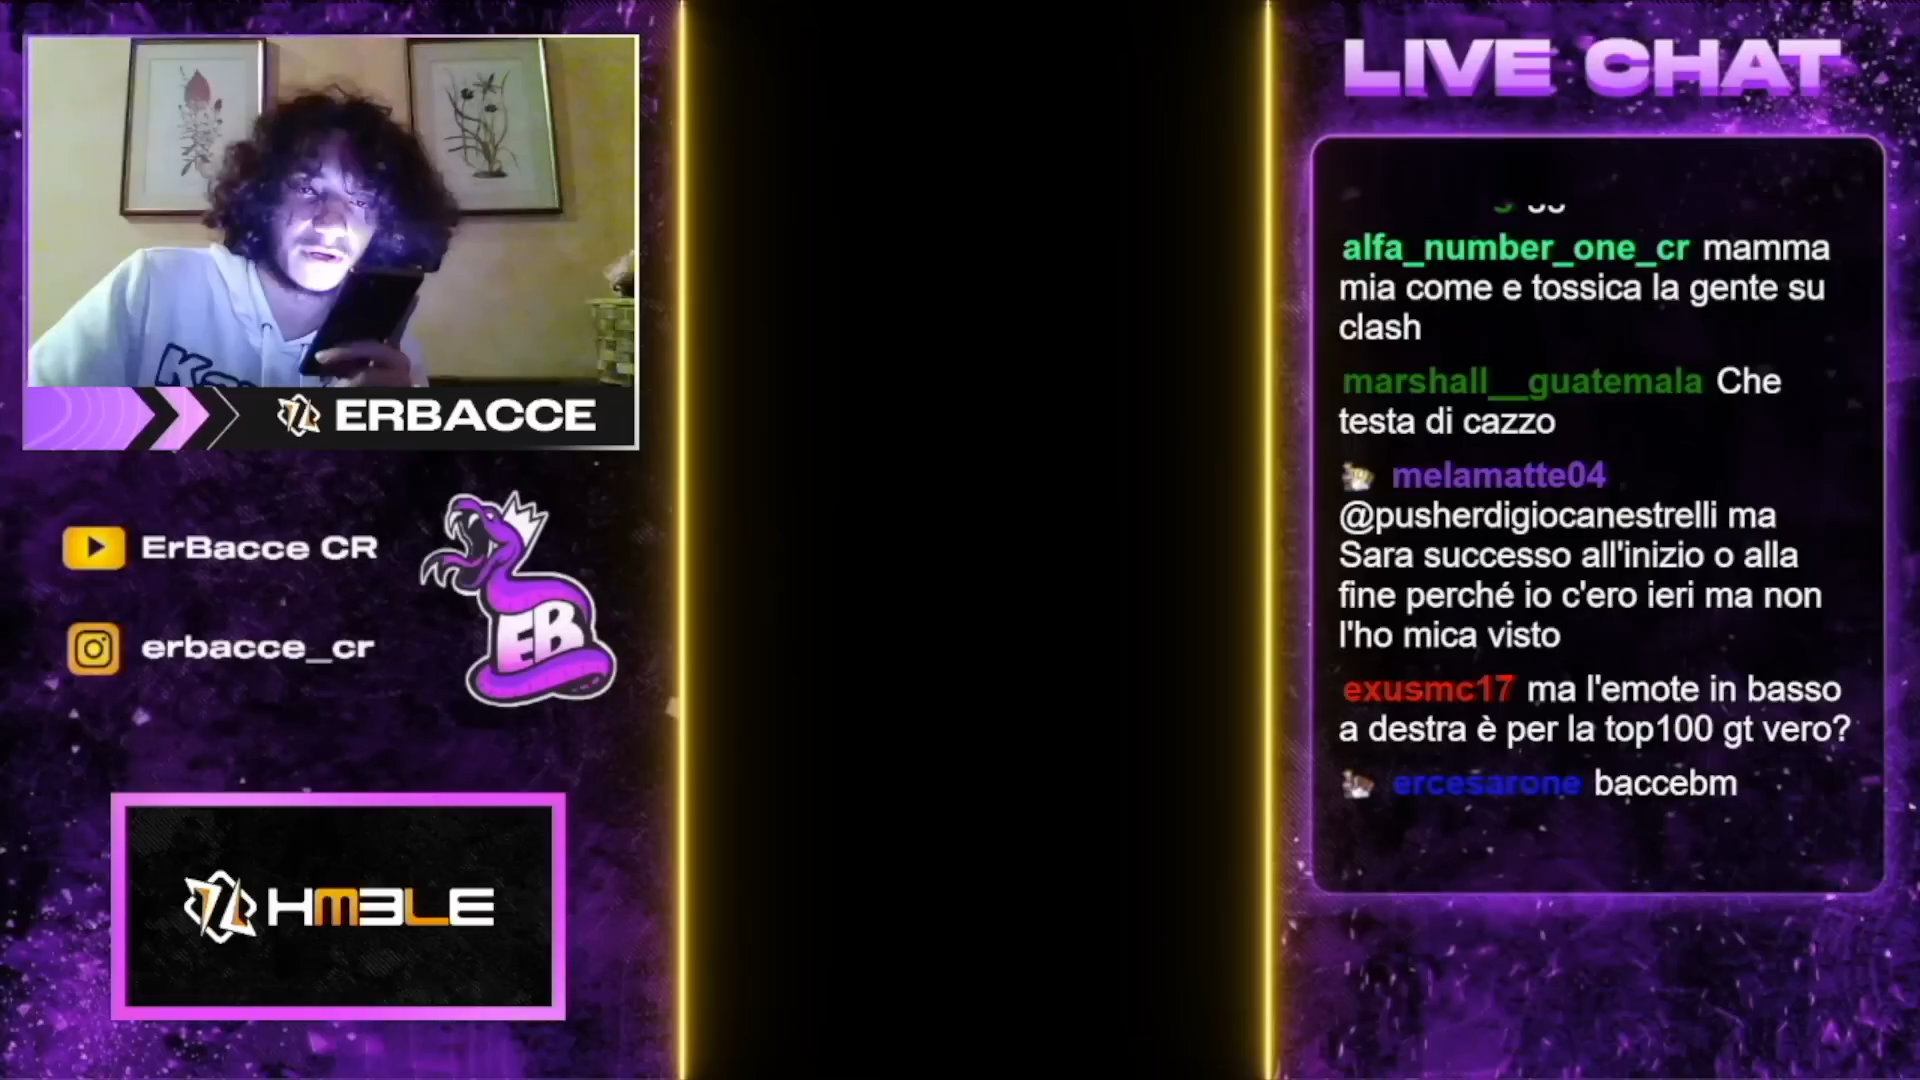 ERBACCE
ErBacce CR
erbacce_cr
EB
HM3LE
LIVE CHAT
alfa_number_one_cr mamma
mia come e tossica la gente su
clash
marshall__guatemala Che
testa di cazzo
melamatte04
@pusherdigiocanestrelli ma
Sara successo all'inizio o alla
fine perché io c'ero ieri ma non
l'ho mica visto
exusmc17 ma l'emote in basso
a destra è per la top100 gt vero?
ercesarone baccebm